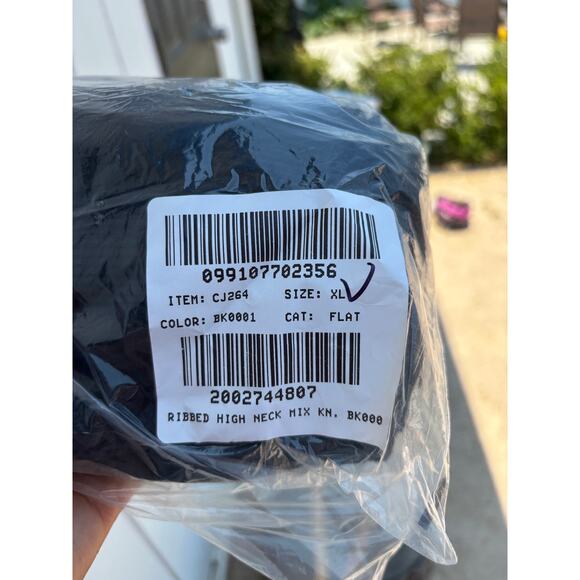 099107702356
ITEM: CJ264 SIZE: XL
COLOR: BK0001 CAT: FLAT
2002744807
RIBBED HIGH NECK MIX KN. BK000